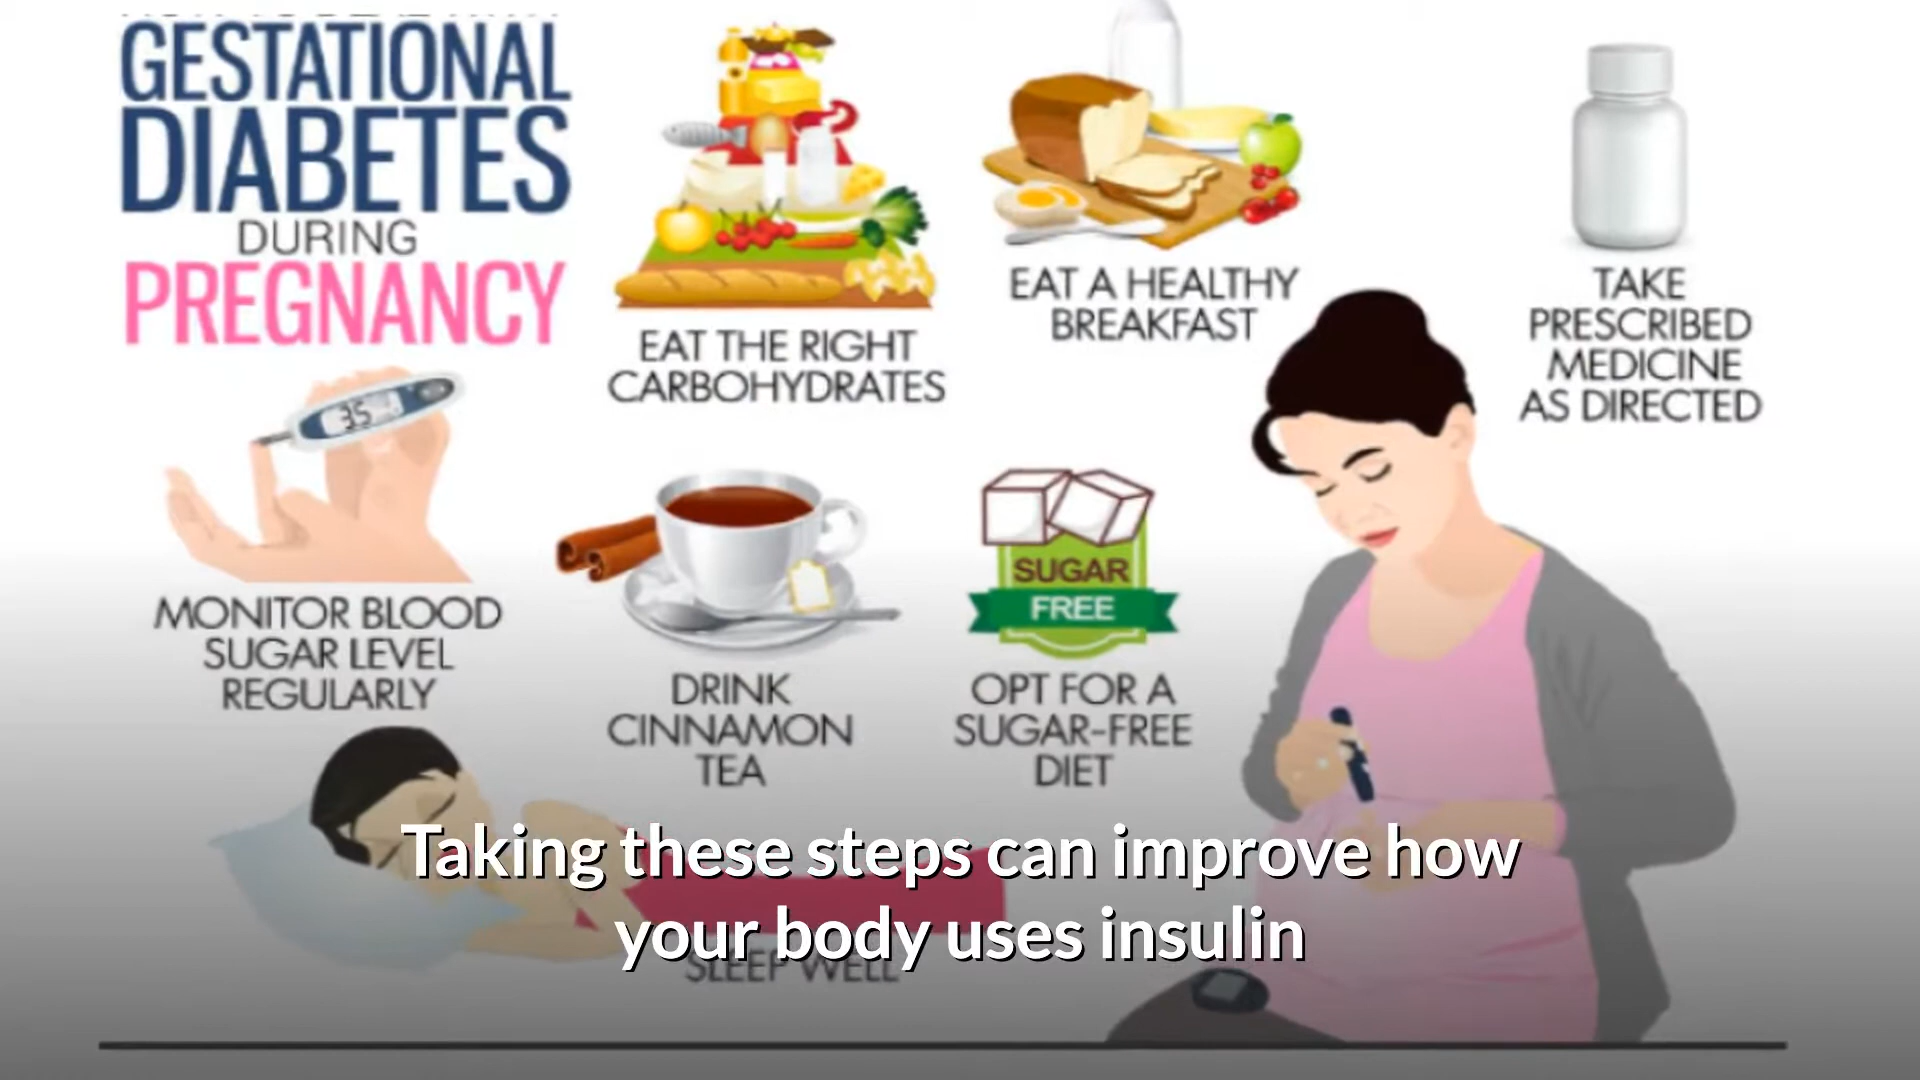 GESTATIONAL
DIABETES
DURING
PREGNANCY
EAT THE RIGHT
CARBOHYDRATES
EAT A HEALTHY
BREAKFAST
TAKE
PRESCRIBED
MEDICINE
AS DIRECTED
35
MONITOR BLOOD
SUGAR LEVEL
REGULARLY
DRINK
CINNAMON
TEA
SUGAR
FREE
OPT FOR A
SUGAR-FREE
DIET
SLEEP WELL
Taking these steps can improve how
your body uses insulin